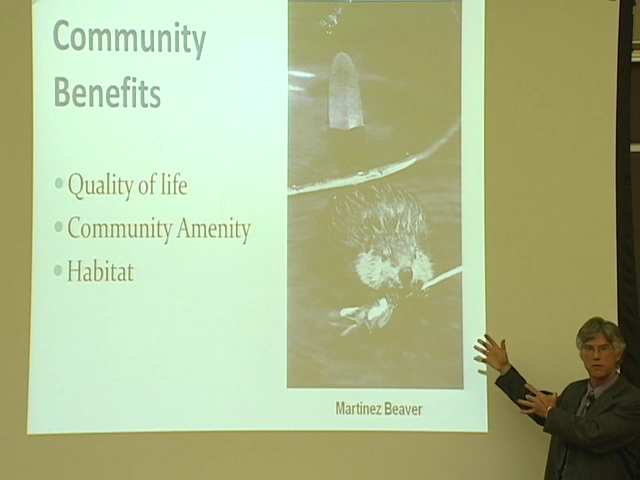 Community
Benefits
Quality of life
Community Amenity
Habitat
Martinez Beaver